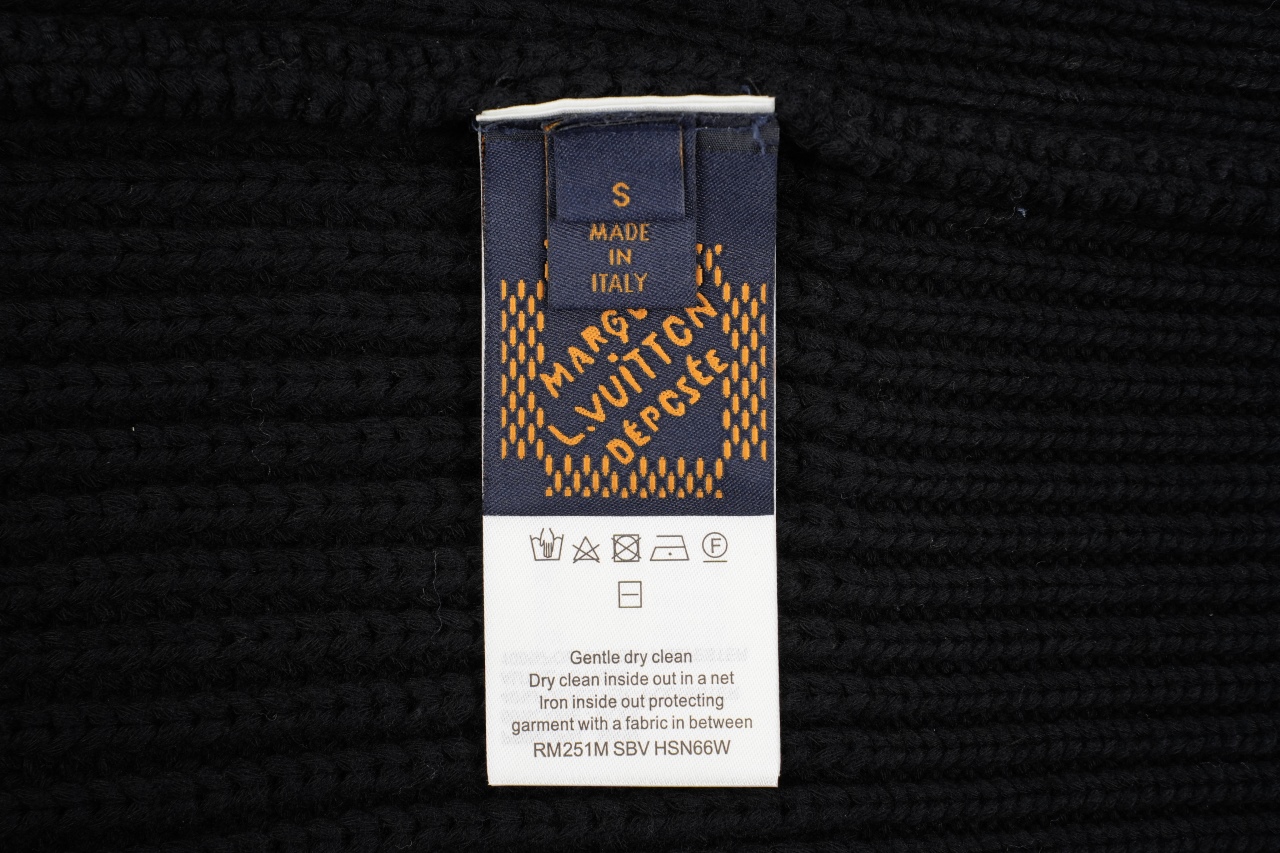 S
MADE
IN
ITALY
L.VUITTON
DÉPOSÉE
F
Gentle dry clean
Dry clean inside out in a net
Iron inside out protecting
garment with a fabric in between
RM251M SBV HSN66W